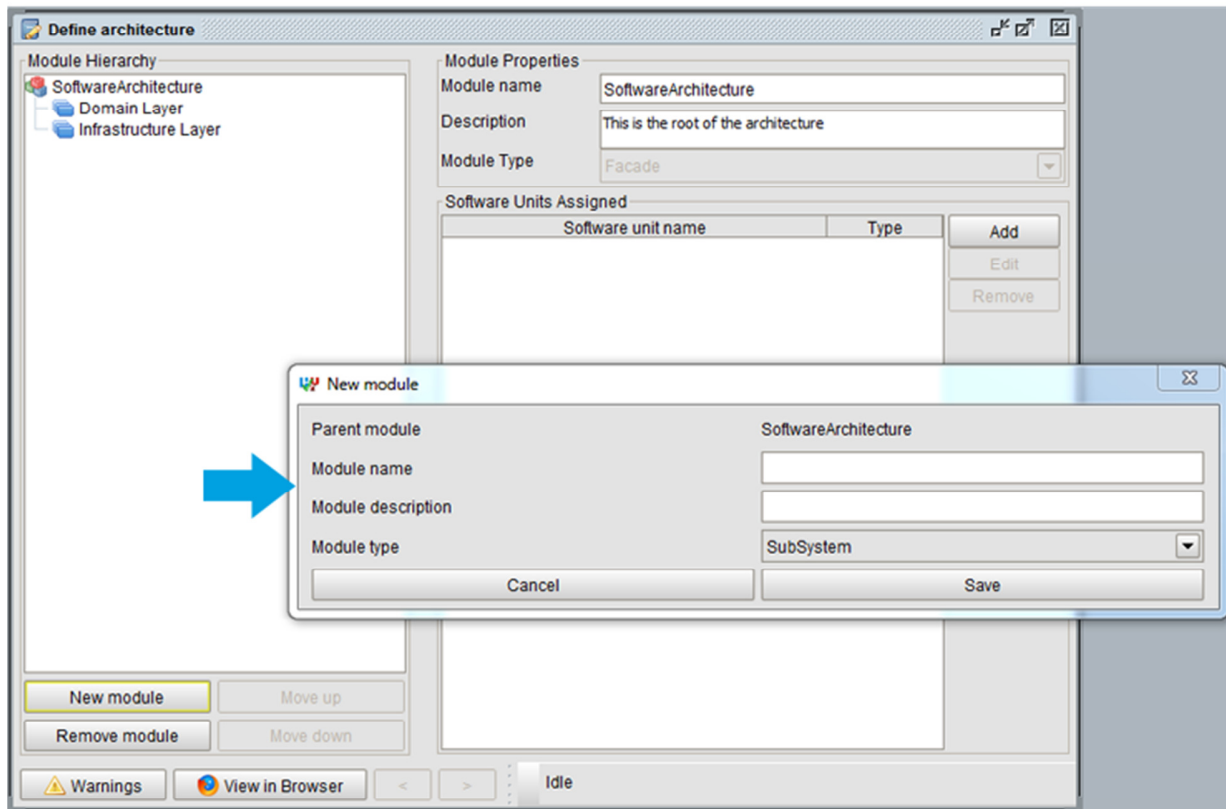 Define architecture
Module Hierarchy
SoftwareArchitecture
Domain Layer
Infrastructure Layer
Module Properties
Module name
SoftwareArchitecture
Description
This is the root of the architecture
Module Type
Facade
Software Units Assigned
Software unit name Type
Add
Edit
Remove
New module
Parent module SoftwareArchitecture
Module name
Module description
Module type SubSystem
Cancel Save
New module Move up
Remove module Move down
Warnings View in Browser < > Idle